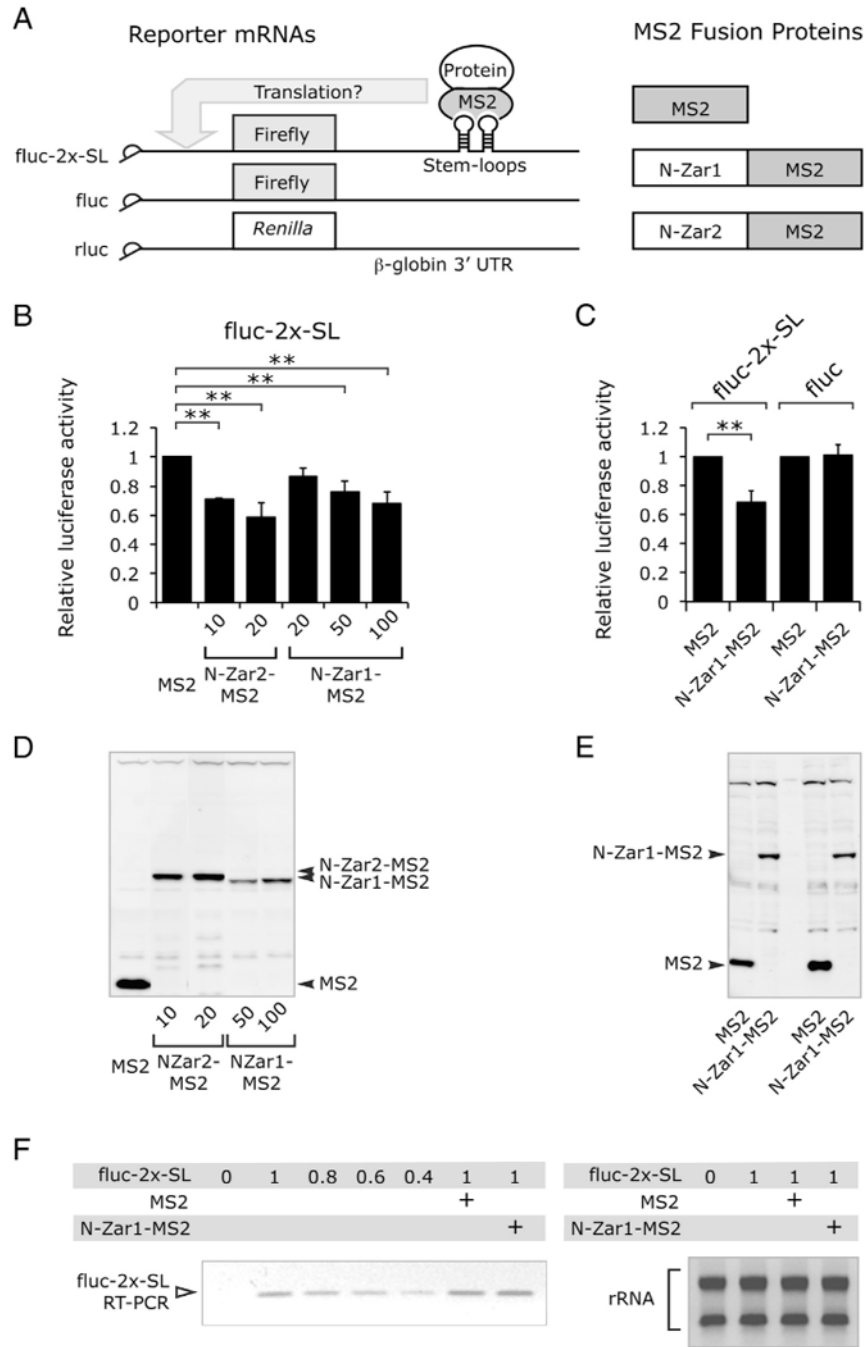 A
Reporter mRNAs
MS2 Fusion Proteins
Translation?
Protein
MS2
fluc-2x-SL
Firefly
Stem-loops
fluc
Firefly
rluc
Renilla
β-globin 3′ UTR
MS2
N-Zar1 MS2
N-Zar2 MS2
B
fluc-2x-SL
**
**
**
**
Relative luciferase activity
1.2
1
0.8
0.6
0.4
0.2
0
MS2
10
20
N-Zar2-
MS2
20
50
100
N-Zar1-
MS2
C
fluc-2x-SL
fluc
**
Relative luciferase activity
1.2
1
0.8
0.6
0.4
0.2
0
MS2
N-Zar1-MS2
MS2
N-Zar1-MS2
D
N-Zar2-MS2
N-Zar1-MS2
MS2
MS2
10
20
NZar2-
MS2
50
100
NZar1-
MS2
E
N-Zar1-MS2
MS2
MS2
N-Zar1-MS2
MS2
N-Zar1-MS2
F
fluc-2x-SL 0 1 0.8 0.6 0.4 1 1
MS2 +
N-Zar1-MS2 +
fluc-2x-SL
RT-PCR
fluc-2x-SL 0 1 1 1
MS2 +
N-Zar1-MS2 +
rRNA